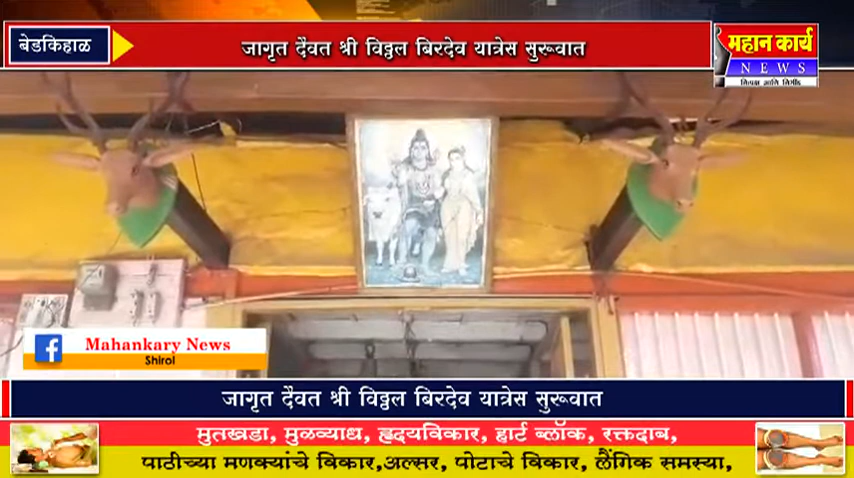 बेडकिहाळ
जागृत दैवत श्री विठ्ठल बिरदेव यात्रेस सुरूवात
महान कार्य
NEWS
Mahankary News
Shirol
जागृत दैवत श्री विठ्ठल बिरदेव यात्रेस सुरूवात
मुतखडा, मुळव्याध, ह्रदयविकार, हार्ट ब्लॉक, रक्तदाब,
पाठीच्या मणक्यांचे विकार,अल्सर, पोटाचे विकार, लैंगिक समस्या,